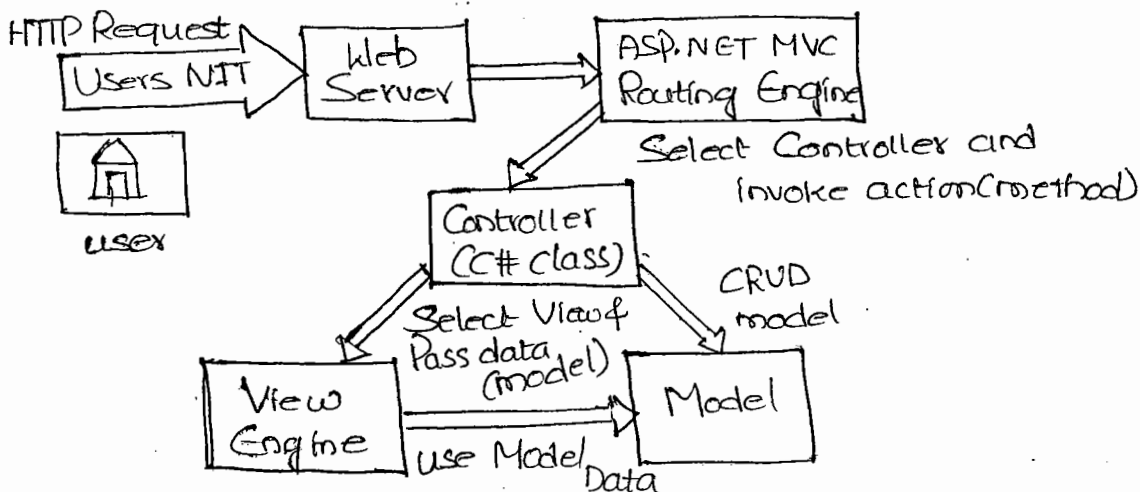 HTTP Request
Users NIT
Web
Server
ASP.NET MVC
Routing Engine
Select Controller and
invoke action(method)
user
Controller
(C# class)
CRUD
model
Select View &
Pass data
(model)
View
Engine
Model
use Model Data